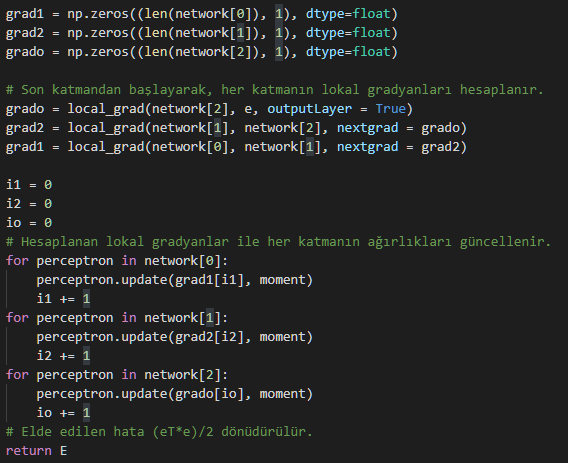 grad1 = np.zeros((len(network[0]), 1), dtype=float)
grad2 = np.zeros((len(network[1]), 1), dtype=float)
grado = np.zeros((len(network[2]), 1), dtype=float)
# Son katmandan başlayarak, her katmanın lokal gradyanları hesaplanır.
grado = local_grad(network[2], e, outputLayer = True)
grad2 = local_grad(network[1], network[2], nextgrad = grado)
grad1 = local_grad(network[0], network[1], nextgrad = grad2)
i1 = 0
i2 = 0
io = 0
# Hesaplanan lokal gradyanlar ile her katmanın ağırlıkları güncellenir.
for perceptron in network[0]:
    perceptron.update(grad1[i1], moment)
    i1 += 1
for perceptron in network[1]:
    perceptron.update(grad2[i2], moment)
    i2 += 1
for perceptron in network[2]:
    perceptron.update(grado[io], moment)
    io += 1
# Elde edilen hata (eT*e)/2 dönüdürülür.
return E